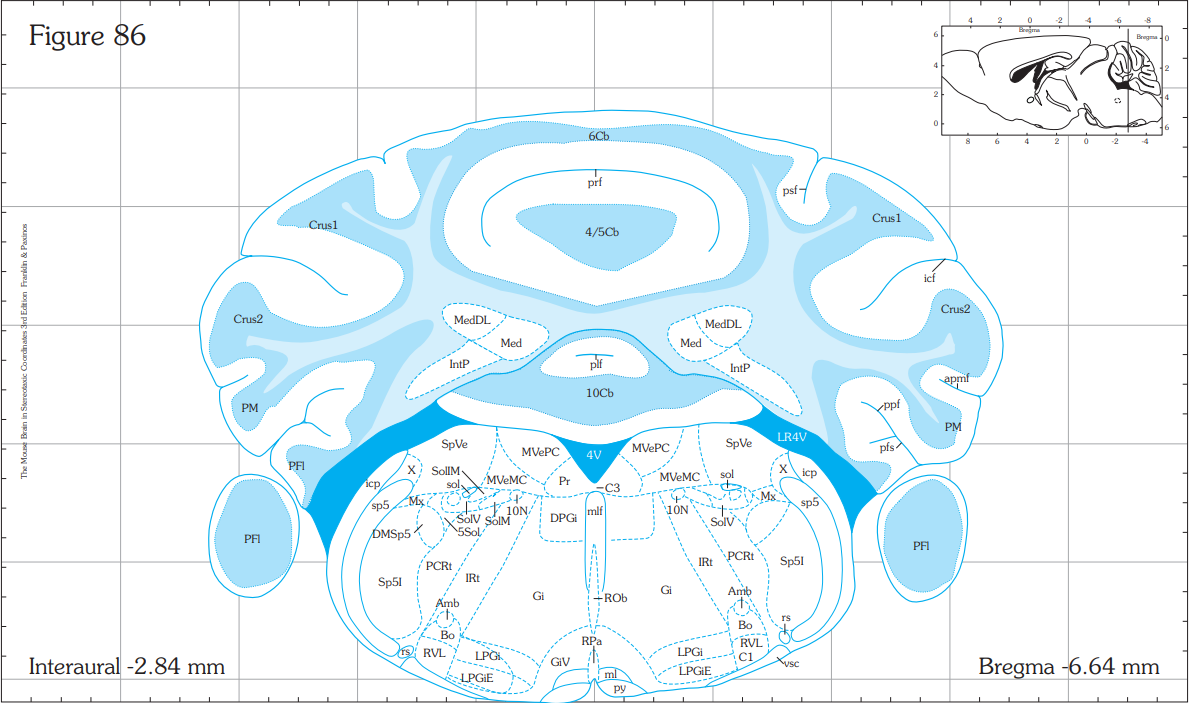 Figure 86
4 2 0 -2 -4 -6 -8
Bregma
Bregma
6
4
2
0
0
2
4
6
8 6 4 2 0 -2 -4
6Cb
prf
psf
Crus1
4/5Cb
Crus1
icf
Crus2
MedDL
Med
MedDL
Med
Crus2
IntP
plf
IntP
apmf
PM
10Cb
ppf
PM
pfs
LR4V
SpVe
MVePC
4V
MVePC
SpVe
PFl
X
SolIM
sol
MVeMC
Pr
C3
MVeMC
sol
X
icp
icp
sp5
Mx
SolV
SolM
10N
DPGi
mlf
10N
SolV
Mx
sp5
DMSp5
5Sol
PFl
PFl
PCRt
IRt
IRt
PCRt
Sp5I
Sp5I
Gi
ROb
Gi
Amb
Amb
Bo
Bo
rs
rs
RVL
LPGi
LPGiE
GiV
RPa
ml
py
LPGi
LPGiE
RVL
C1
vsc
Interaural -2.84 mm
Bregma -6.64 mm
The Mouse Brain in Stereotaxic Coordinates 3rd Edition Franklin & Paxinos